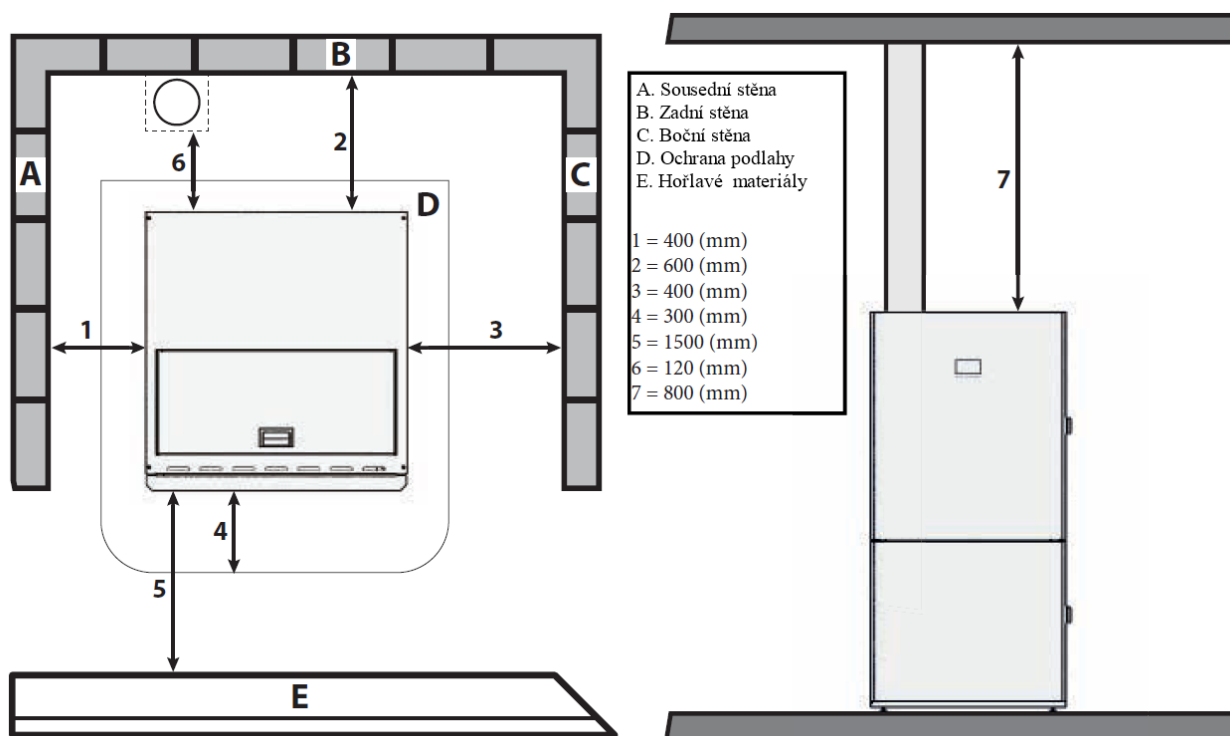 B
A
C
6
2
D
1
3
4
5
E
A. Sousední stěna
B. Zadní stěna
C. Boční stěna
D. Ochrana podlahy
E. Hořlavé materiály
1 = 400 (mm)
2 = 600 (mm)
3 = 400 (mm)
4 = 300 (mm)
5 = 1500 (mm)
6 = 120 (mm)
7 = 800 (mm)
7